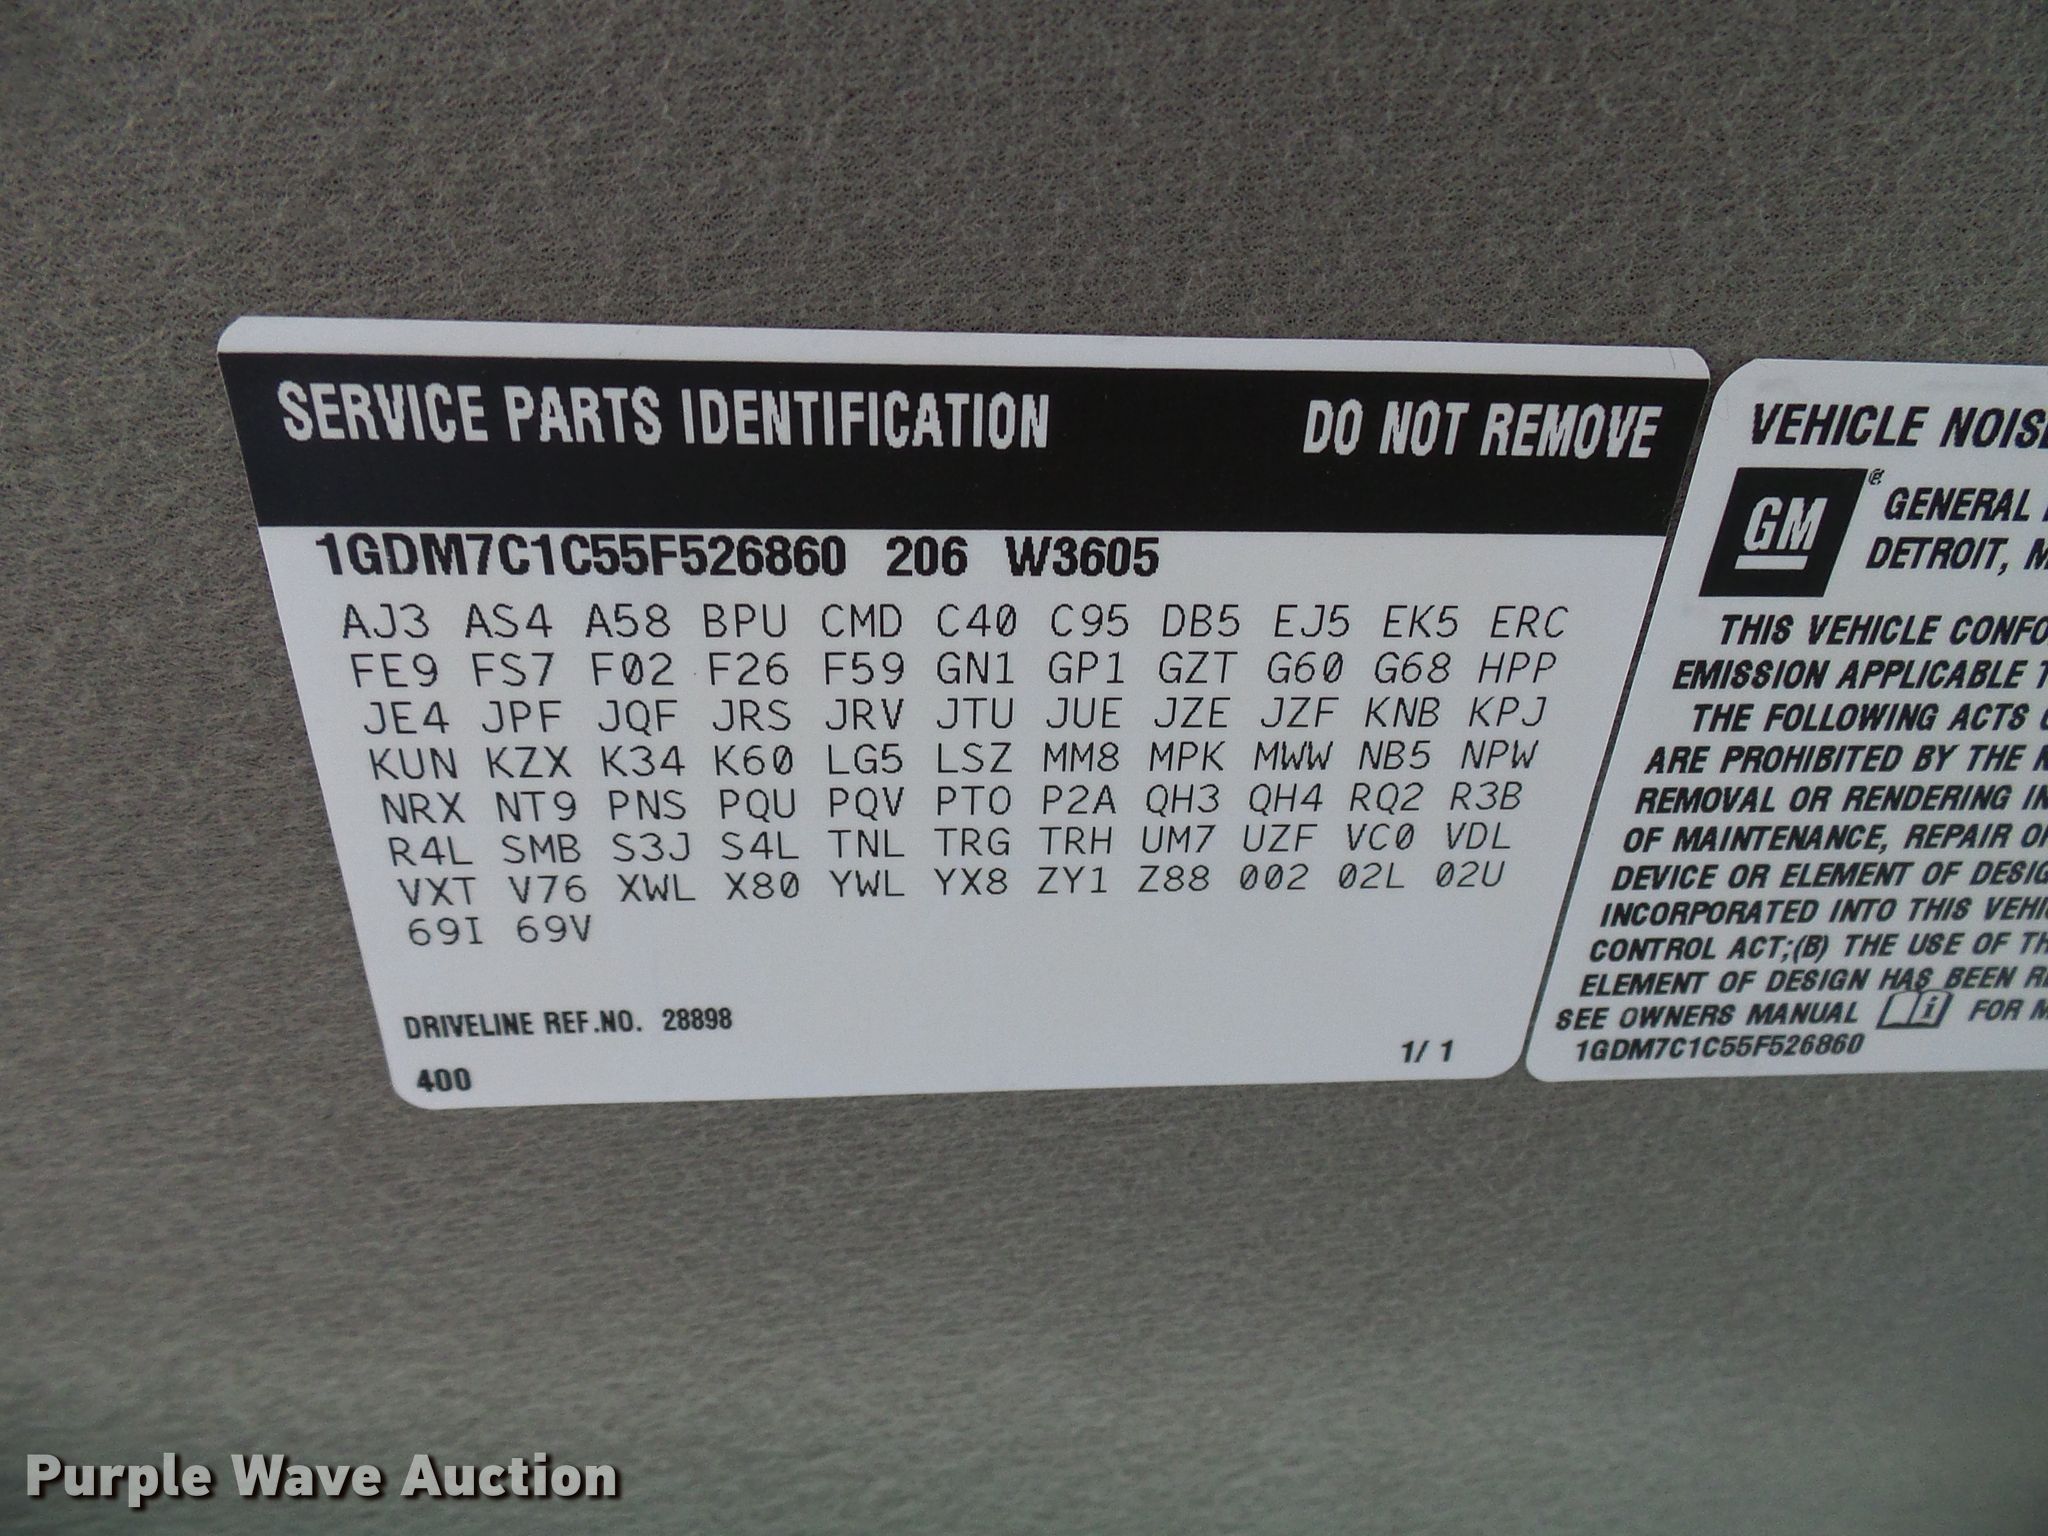 SERVICE PARTS IDENTIFICATION DO NOT REMOVE
1GDM7C1C55F526860 206 W3605
AJ3 AS4 A58 BPU CMD C40 C95 DB5 EJ5 EK5 ERC
FE9 FS7 F02 F26 F59 GN1 GP1 GZT G60 G68 HPP
JE4 JPF JQF JRS JRV JTU JUE JZE JZF KNB KPJ
KUN KZX K34 K60 LG5 LSZ MM8 MPK MWW NB5 NPW
NRX NT9 PNS PQU PQV PTO P2A QH3 QH4 RQ2 R3B
R4L SMB S3J S4L TNL TRG TRH UM7 UZF VC0 VDL
VXT V76 XWL X80 YWL YX8 ZY1 Z88 002 02L 02U
69I 69V
DRIVELINE REF.NO. 28898
1/ 1
400
VEHICLE
GM ®
GENERAL
DETROIT,
THIS VEHICLE
EMISSION APPLICABLE
THE FOLLOWING ACTS
ARE PROHIBITED BY THE
REMOVAL OR RENDERING
OF MAINTENANCE, REPAIR
DEVICE OR ELEMENT OF
INCORPORATED INTO THIS
CONTROL ACT;(B) THE USE OF
ELEMENT OF DESIGN HAS BEEN
SEE OWNERS MANUAL i FOR
1GDM7C1C55F526860
Purple Wave Auction